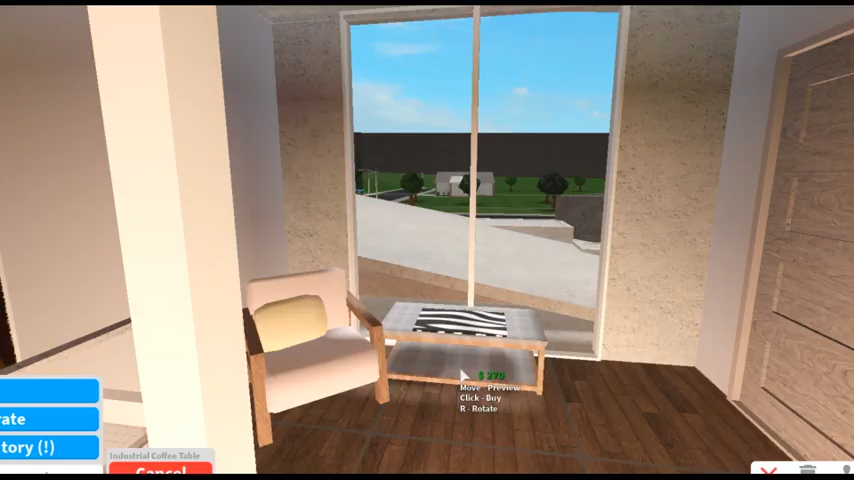 $ 270
Move - Preview
Click - Buy
R - Rotate
rate
tory (!)
Industrial Coffee Table
Cancel